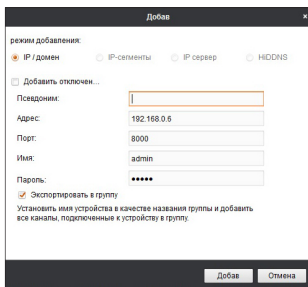 Добав
режим добавления:
IP / домен
IP-сегменты
IP сервер
HiDDNS
Добавить отключен...
Псевдоним:
Адрес:
192.168.0.6
Порт:
8000
Имя:
admin
Пароль:
•••••
Экспортировать в группу
Установить имя устройства в качестве названия группы и добавить
все каналы, подключенные к устройству в группу.
Добав
Отмена